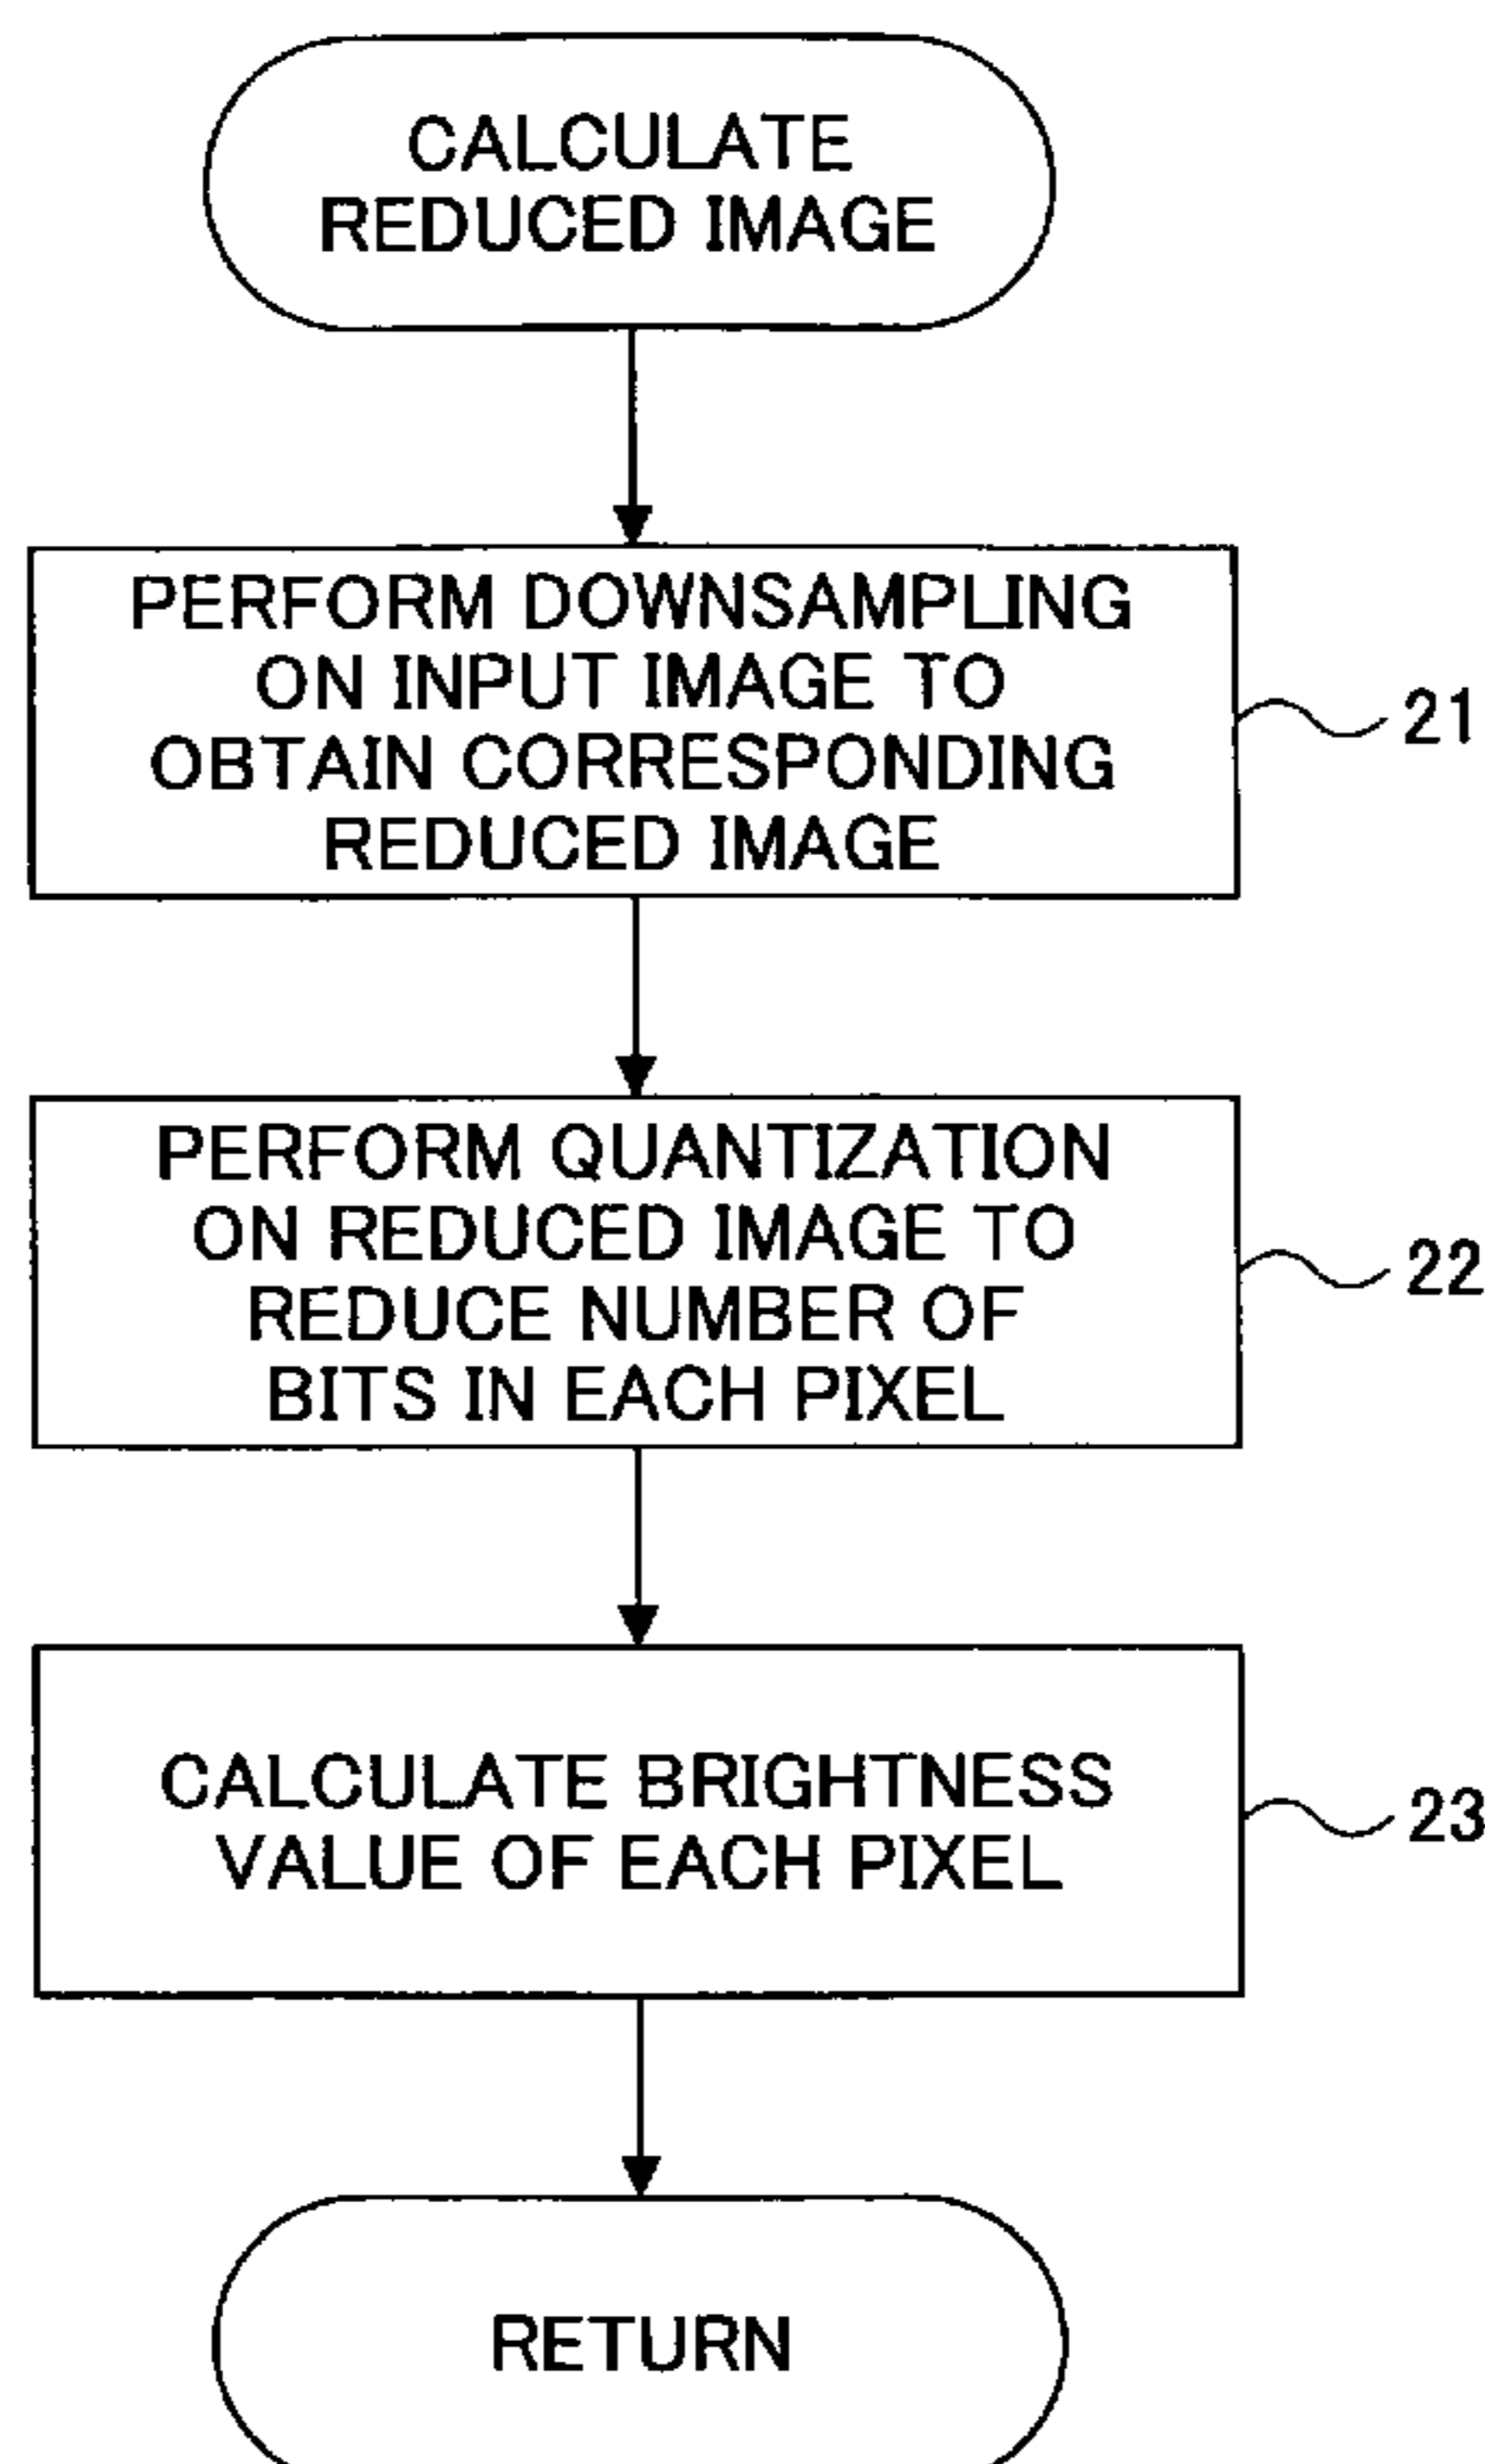 CALCULATE
REDUCED IMAGE
PERFORM DOWNSAMPLING
ON INPUT IMAGE TO
OBTAIN CORRESPONDING
REDUCED IMAGE
21
PERFORM QUANTIZATION
ON REDUCED IMAGE TO
REDUCE NUMBER OF
BITS IN EACH PIXEL
22
CALCULATE BRIGHTNESS
VALUE OF EACH PIXEL
23
RETURN